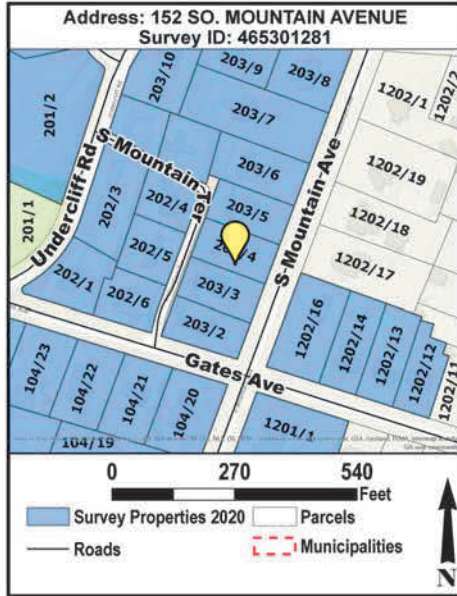 Address: 152 SO. MOUNTAIN AVENUE
Survey ID: 465301281
203/9
203/8
203/10
201/2
1202/1
1202/2
203/7
S-Mountain Ter
203/6
1202/19
S-Mountain Ave
Undercliff-Rd
202/3
202/4
203/5
201/1
1202/18
202/5
203/3
1202/17
202/1
202/6
203/2
1202/16
1202/14
1202/13
1202/12
1202/11
Gates-Ave
104/23
104/22
104/21
104/20
104/19
1201/1
0 270 540
Feet
Survey Properties 2020 Parcels
Roads Municipalities
N